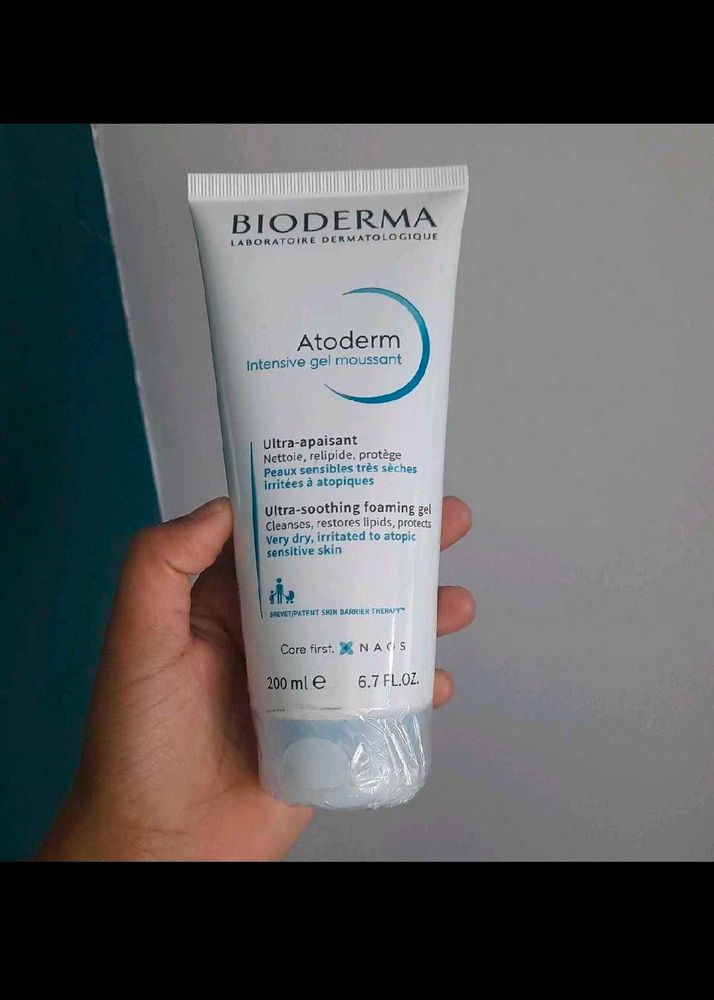 BIODERMA
LABORATOIRE DERMATOLOGIQUE
Atoderm
Intensive gel moussant
Ultra-apaisant
Nettoie, relipide, protège
Peaux sensibles très sèches
irritées à atopiques
Ultra-soothing foaming gel
Cleanses, restores lipids, protects
Very dry, irritated to atopic
sensitive skin
BREVET/PATENT SKIN BARRIER THERAPY™
Care first. NAOS
200 ml e 6.7 FL.OZ.